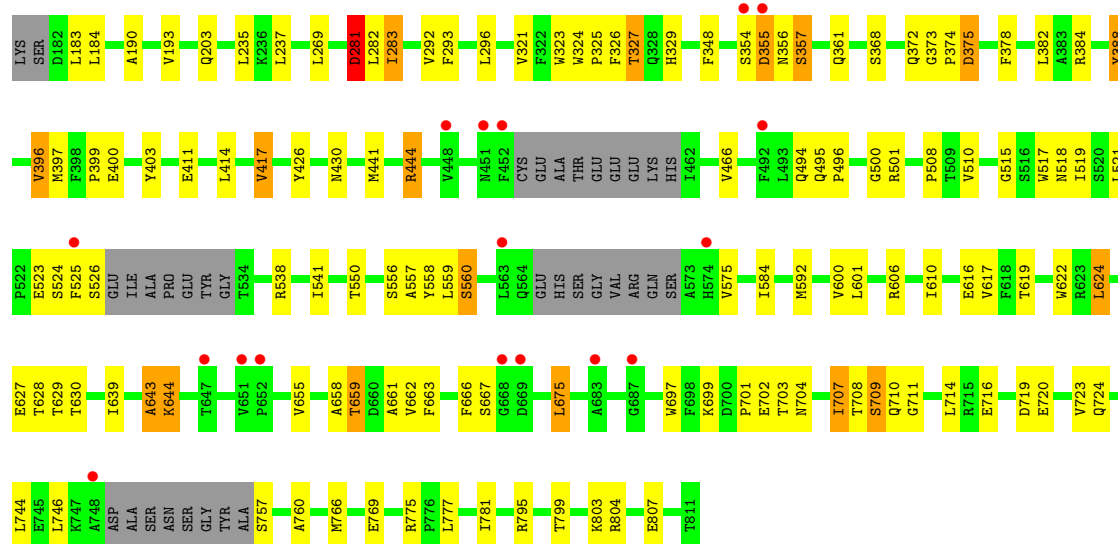 LYS SER D182 L183 L184 A190 V193 Q203 L235 K236 L237 L269 D281 L282 I283 V292 F293 L296 V321 F322 W323 W324 P325 F326 T327 Q328 H329 F348 S354 D355 N356 S357 Q361 S368 Q372 G373 P374 D375 F378 L382 A383 R384
V396 M397 F398 P399 E400 Y403 E411 L414 V417 Y426 N430 M441 R444 V448 N451 F452 CYS GLU ALA THR GLU GLU GLU LYS HIS I462 V466 F492 L493 Q494 Q495 P496 G500 R501 P508 T509 V510 G515 S516 W517 N518 I519 S520 L521
P522 E523 S524 F525 S526 GLU ILE ALA PRO GLU TYR GLY T534 R538 I541 T550 S556 A557 Y558 L559 S560 L563 Q564 GLU HIS SER GLY VAL ARG GLN SER A573 H574 V575 I584 M592 V600 L601 R606 I610 E616 V617 F618 T619 W622 R623 L624
E627 T628 T629 T630 I639 A643 K644 T647 V651 P652 V655 A658 T659 D660 A661 V662 F663 F666 S667 G668 D669 L675 A683 G687 W697 F698 K699 D700 P701 E702 T703 N704 I707 T708 S709 Q710 G711 L714 R715 E716 D719 E720 V723 Q724
L744 E745 L746 K747 A748 ASP ALA SER ASN SER GLY TYR ALA S757 A760 M766 E769 R775 P776 L777 I781 R795 T799 K803 R804 E807 T811